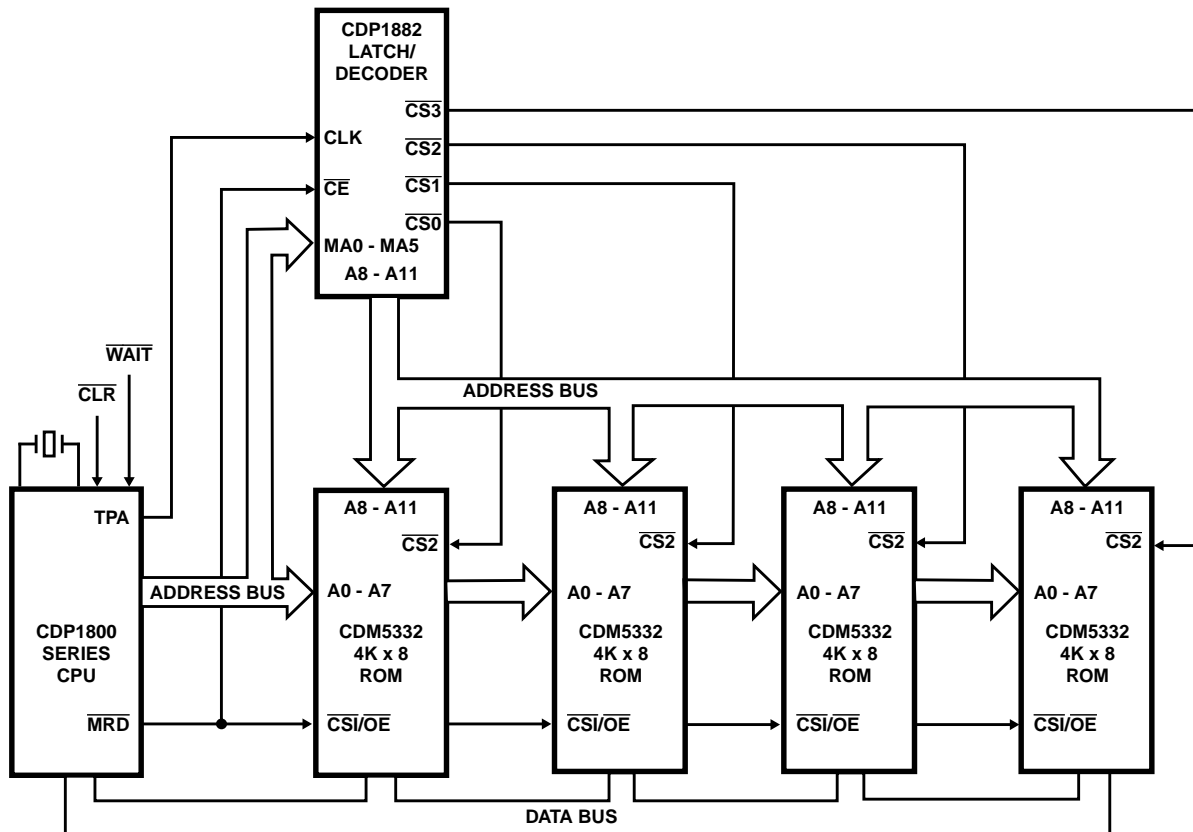 CDP1882
LATCH/
DECODER
CS3
CLK
CS2
CE
CS1
CS0
MA0 - MA5
A8 - A11
WAIT
CLR
ADDRESS BUS
TPA
A8 - A11
A8 - A11
A8 - A11
A8 - A11
CS2
CS2
CS2
CS2
ADDRESS BUS
A0 - A7
A0 - A7
A0 - A7
A0 - A7
CDP1800
SERIES
CPU
CDM5332
4K x 8
ROM
CDM5332
4K x 8
ROM
CDM5332
4K x 8
ROM
CDM5332
4K x 8
ROM
MRD
CSI/OE
CSI/OE
CSI/OE
CSI/OE
DATA BUS